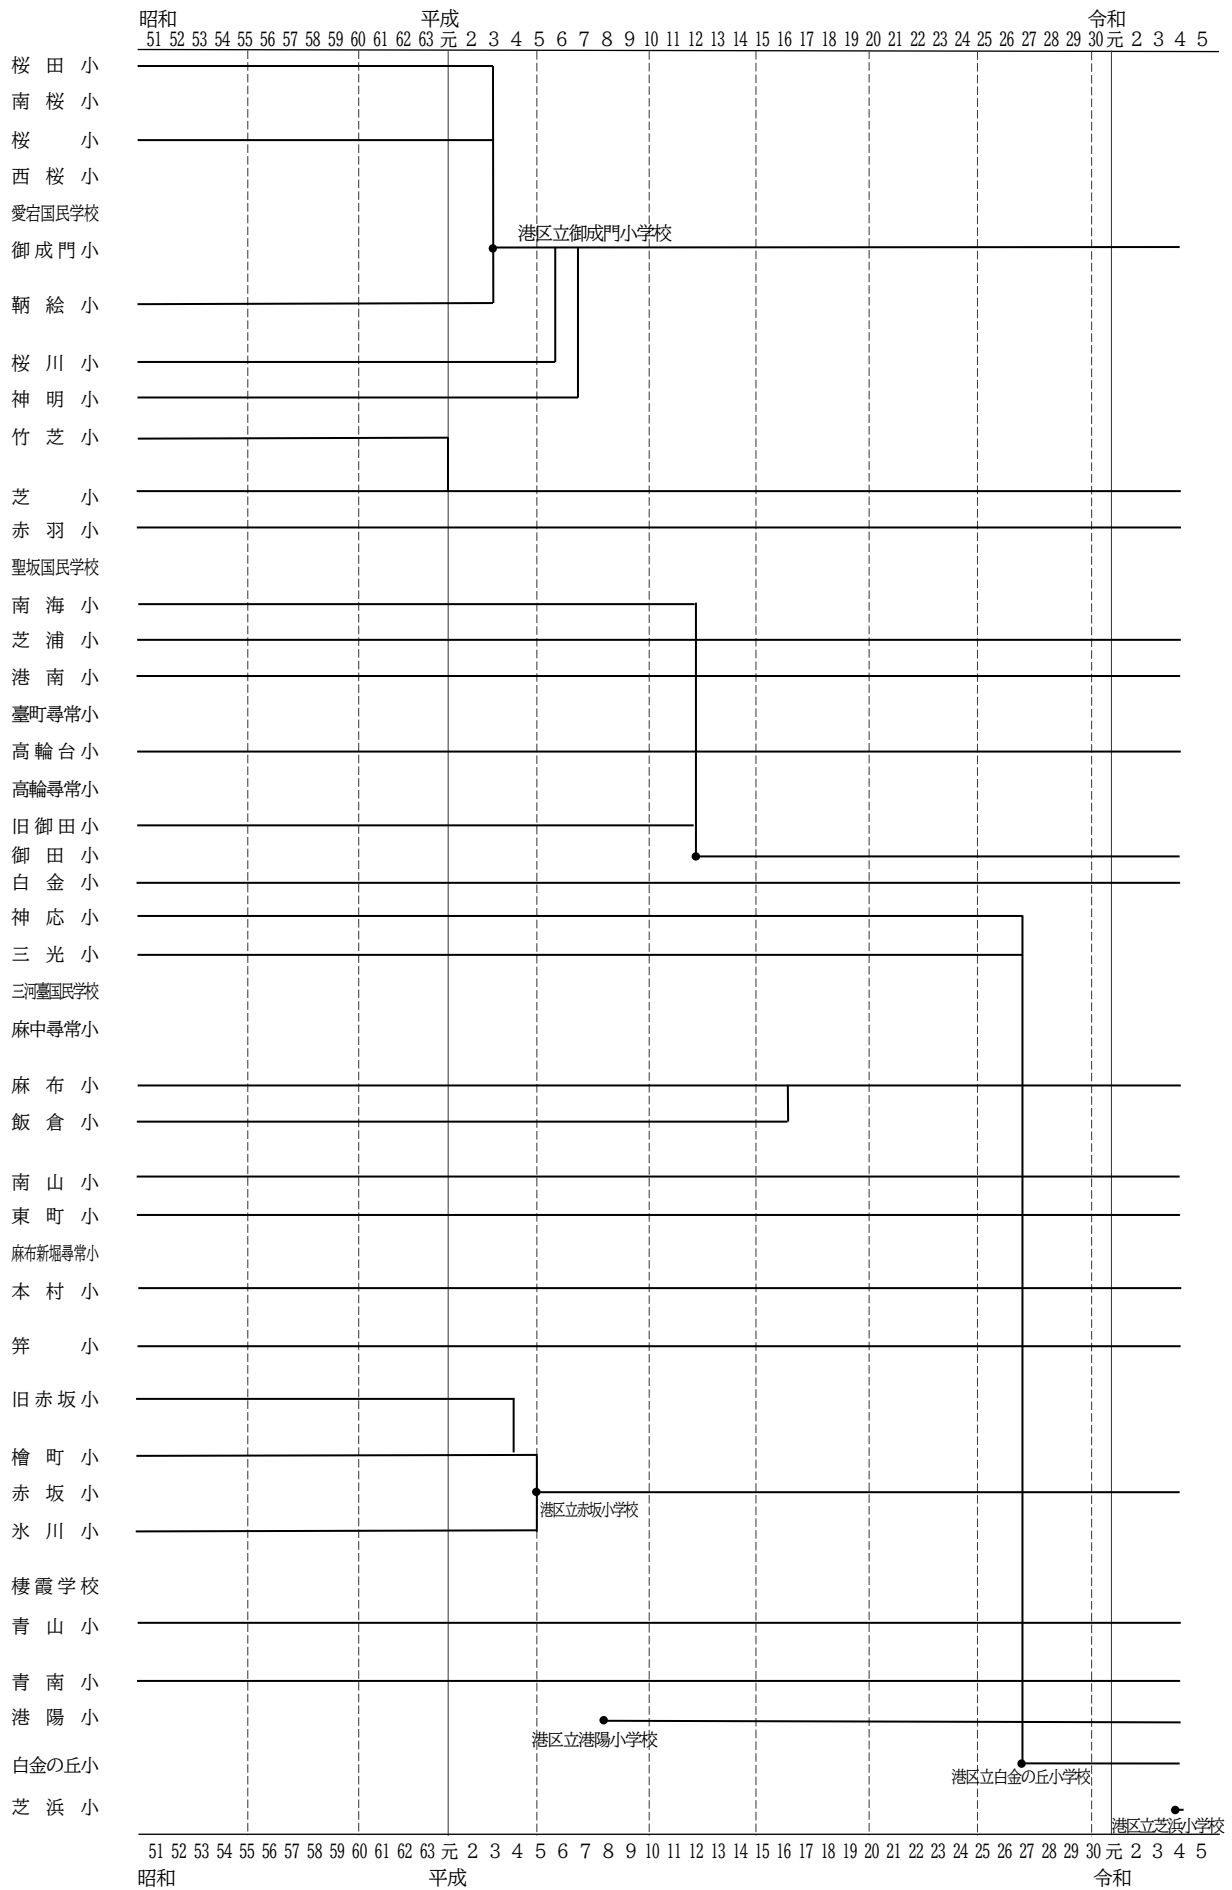 昭和 平成 令和
51 52 53 54 55 56 57 58 59 60 61 62 63 元 2 3 4 5 6 7 8 9 10 11 12 13 14 15 16 17 18 19 20 21 22 23 24 25 26 27 28 29 30 元 2 3 4 5
桜田小
南桜小
桜小
西桜小
愛宕国民学校
港区立御成門小学校
御成門小
鞆絵小
桜川小
神明小
竹芝小
芝小
赤羽小
聖坂国民学校
南海小
芝浦小
港南小
臺町尋常小
高輪台小
高輪尋常小
旧御田小
御田小
白金小
神応小
三光小
三河臺国民学校
麻中尋常小
麻布小
飯倉小
南山小
東町小
麻布新堀尋常小
本村小
笄小
旧赤坂小
檜町小
赤坂小
港区立赤坂小学校
氷川小
棲霞学校
青山小
青南小
港陽小
港区立港陽小学校
白金の丘小
港区立白金の丘小学校
芝浜小
港区立芝浜小学校
51 52 53 54 55 56 57 58 59 60 61 62 63 元 2 3 4 5 6 7 8 9 10 11 12 13 14 15 16 17 18 19 20 21 22 23 24 25 26 27 28 29 30 元 2 3 4 5
昭和 平成 令和